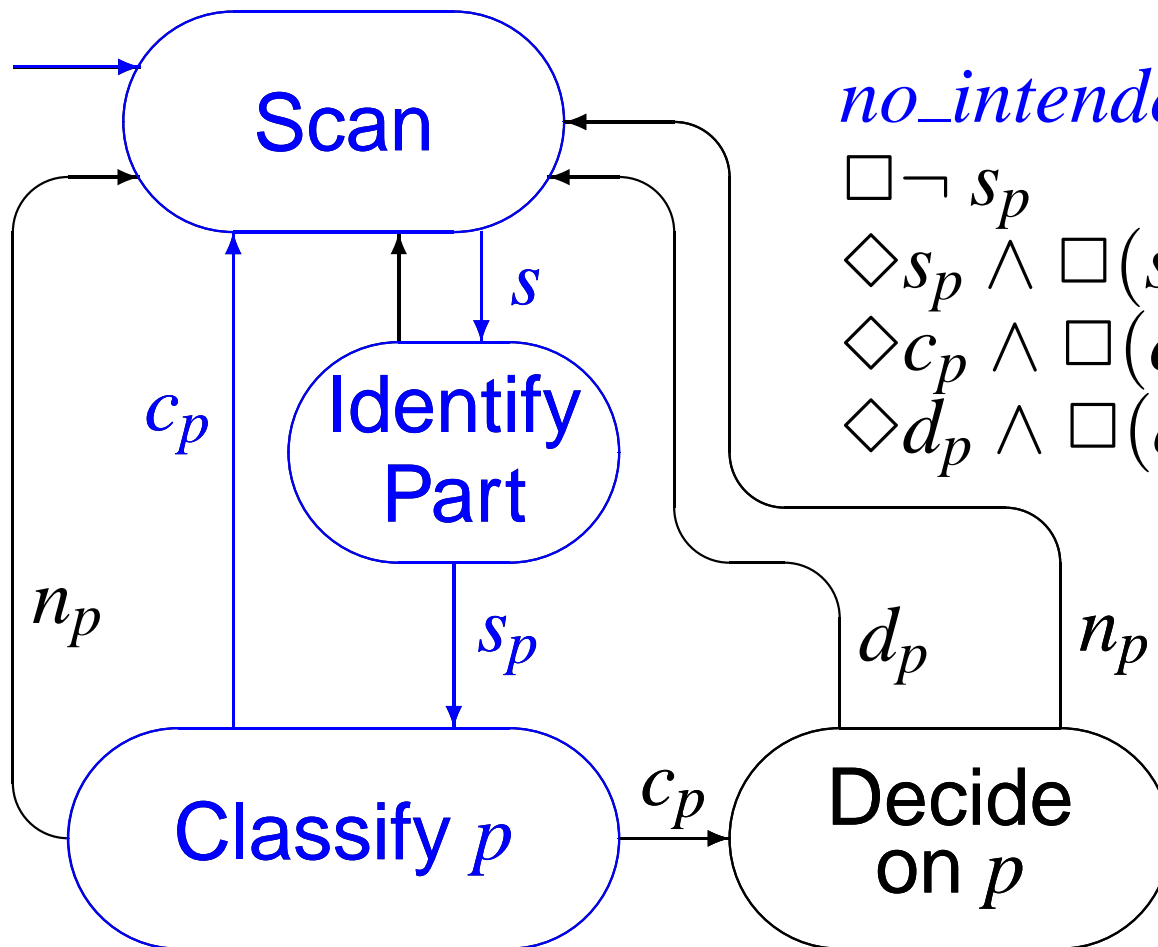 Scan
no_intende
□¬ s_p
◇s_p ∧ □(s
◇c_p ∧ □(c
◇d_p ∧ □(d
s
c_p
Identify
Part
n_p
s_p
d_p
n_p
c_p
Classify p
Decide
on p